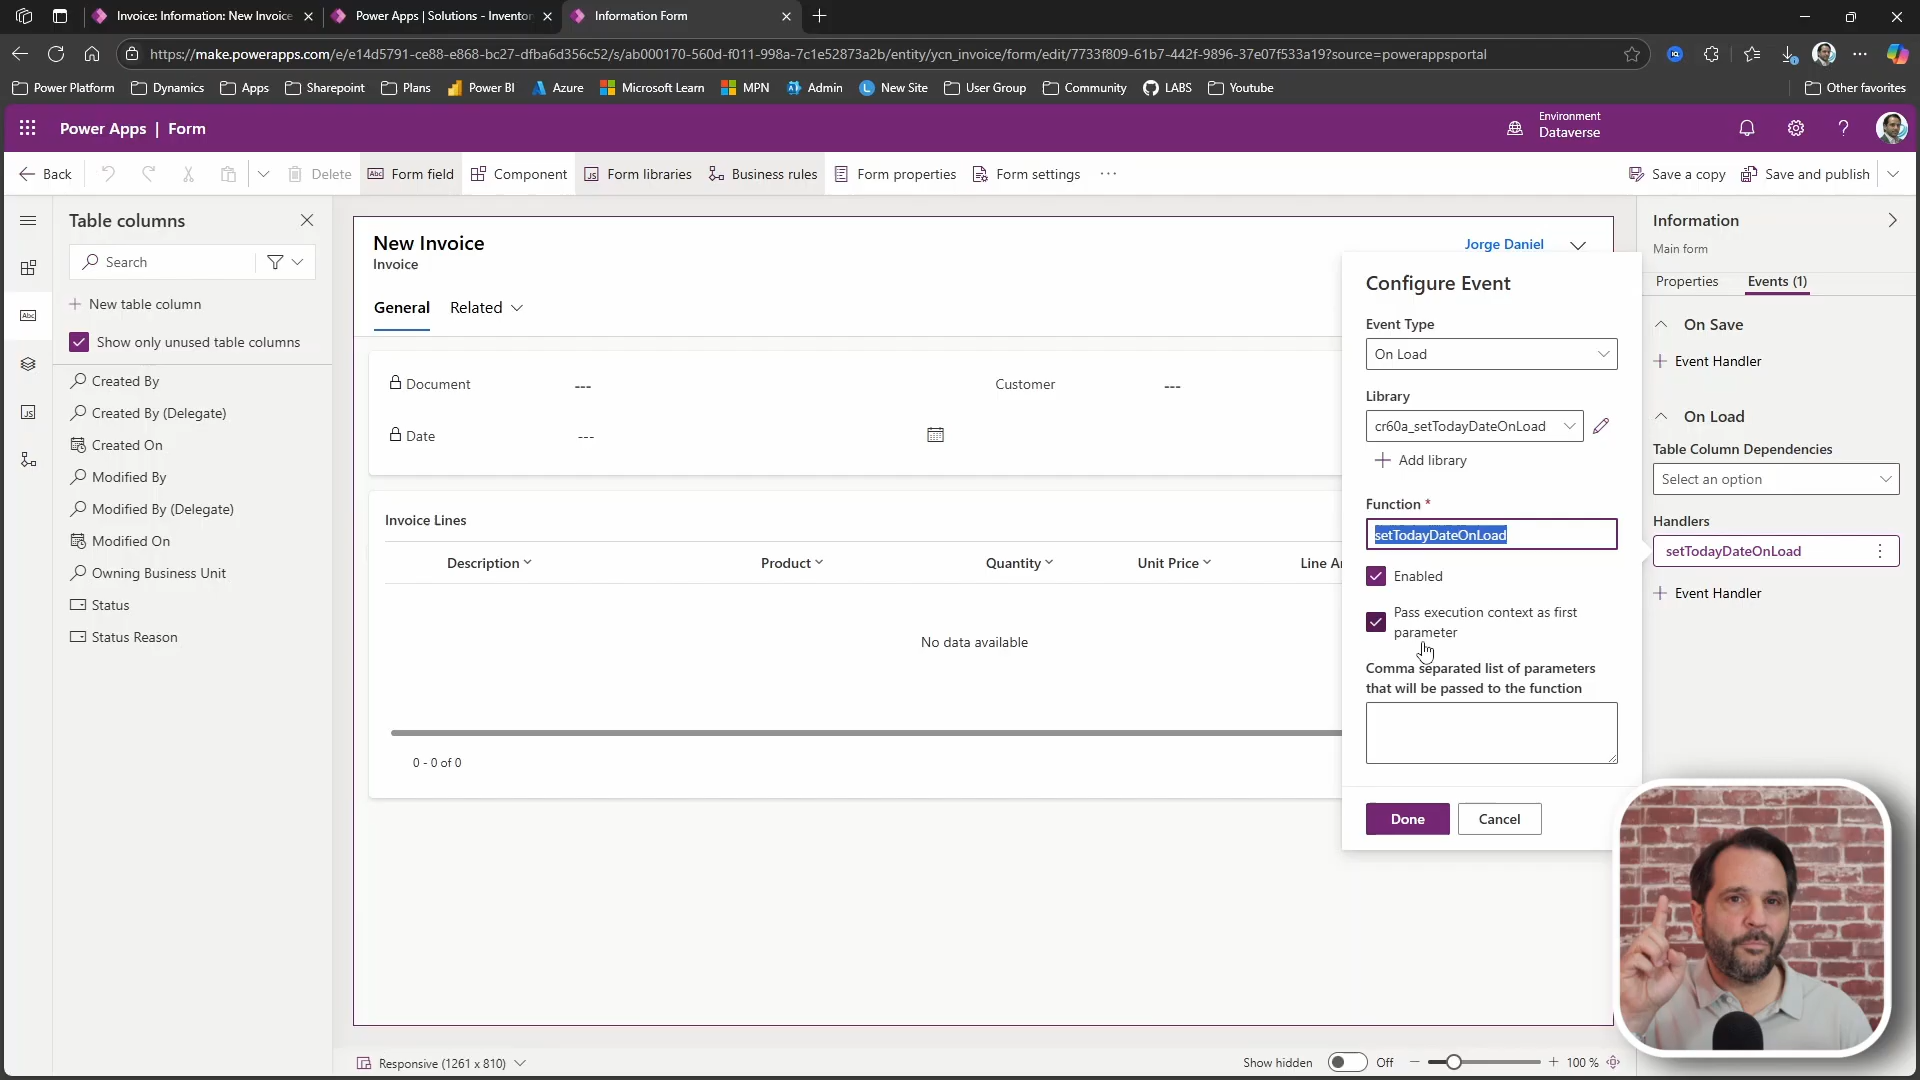 Invoice: Information: New Invoice
Power Apps | Solutions - Inventor
Information Form
https://make.powerapps.com/e/e14d5791-ce88-e868-bc27-dfba6d356c52/s/ab000170-560d-f011-998a-7c1e52873a2b/entity/ycn_invoice/form/edit/7733f809-61b7-442f-9896-37e07f533a19?source=powerappsportal
Power Platform
Dynamics
Apps
Sharepoint
Plans
Power BI
Azure
Microsoft Learn
MPN
Admin
New Site
User Group
Community
LABS
Youtube
Other favorites
Power Apps | Form
Environment
Dataverse
Back
Delete
Form field
Component
Form libraries
Business rules
Form properties
Form settings
Save a copy
Save and publish
Table columns
Search
New table column
Show only unused table columns
Created By
Created By (Delegate)
Created On
Modified By
Modified By (Delegate)
Modified On
Owning Business Unit
Status
Status Reason
New Invoice
Invoice
Jorge Daniel
General
Related
Document
---
Customer
---
Date
---
Invoice Lines
Description
Product
Quantity
Unit Price
Line A
No data available
0 - 0 of 0
Configure Event
Event Type
On Load
Library
cr60a_setTodayDateOnLoad
Add library
Function *
setTodayDateOnLoad
Enabled
Pass execution context as first
parameter
Comma separated list of parameters
that will be passed to the function
Done
Cancel
Information
Main form
Properties
Events (1)
On Save
Event Handler
On Load
Table Column Dependencies
Select an option
Handlers
setTodayDateOnLoad
Event Handler
Responsive (1261 x 810)
Show hidden
Off
100 %